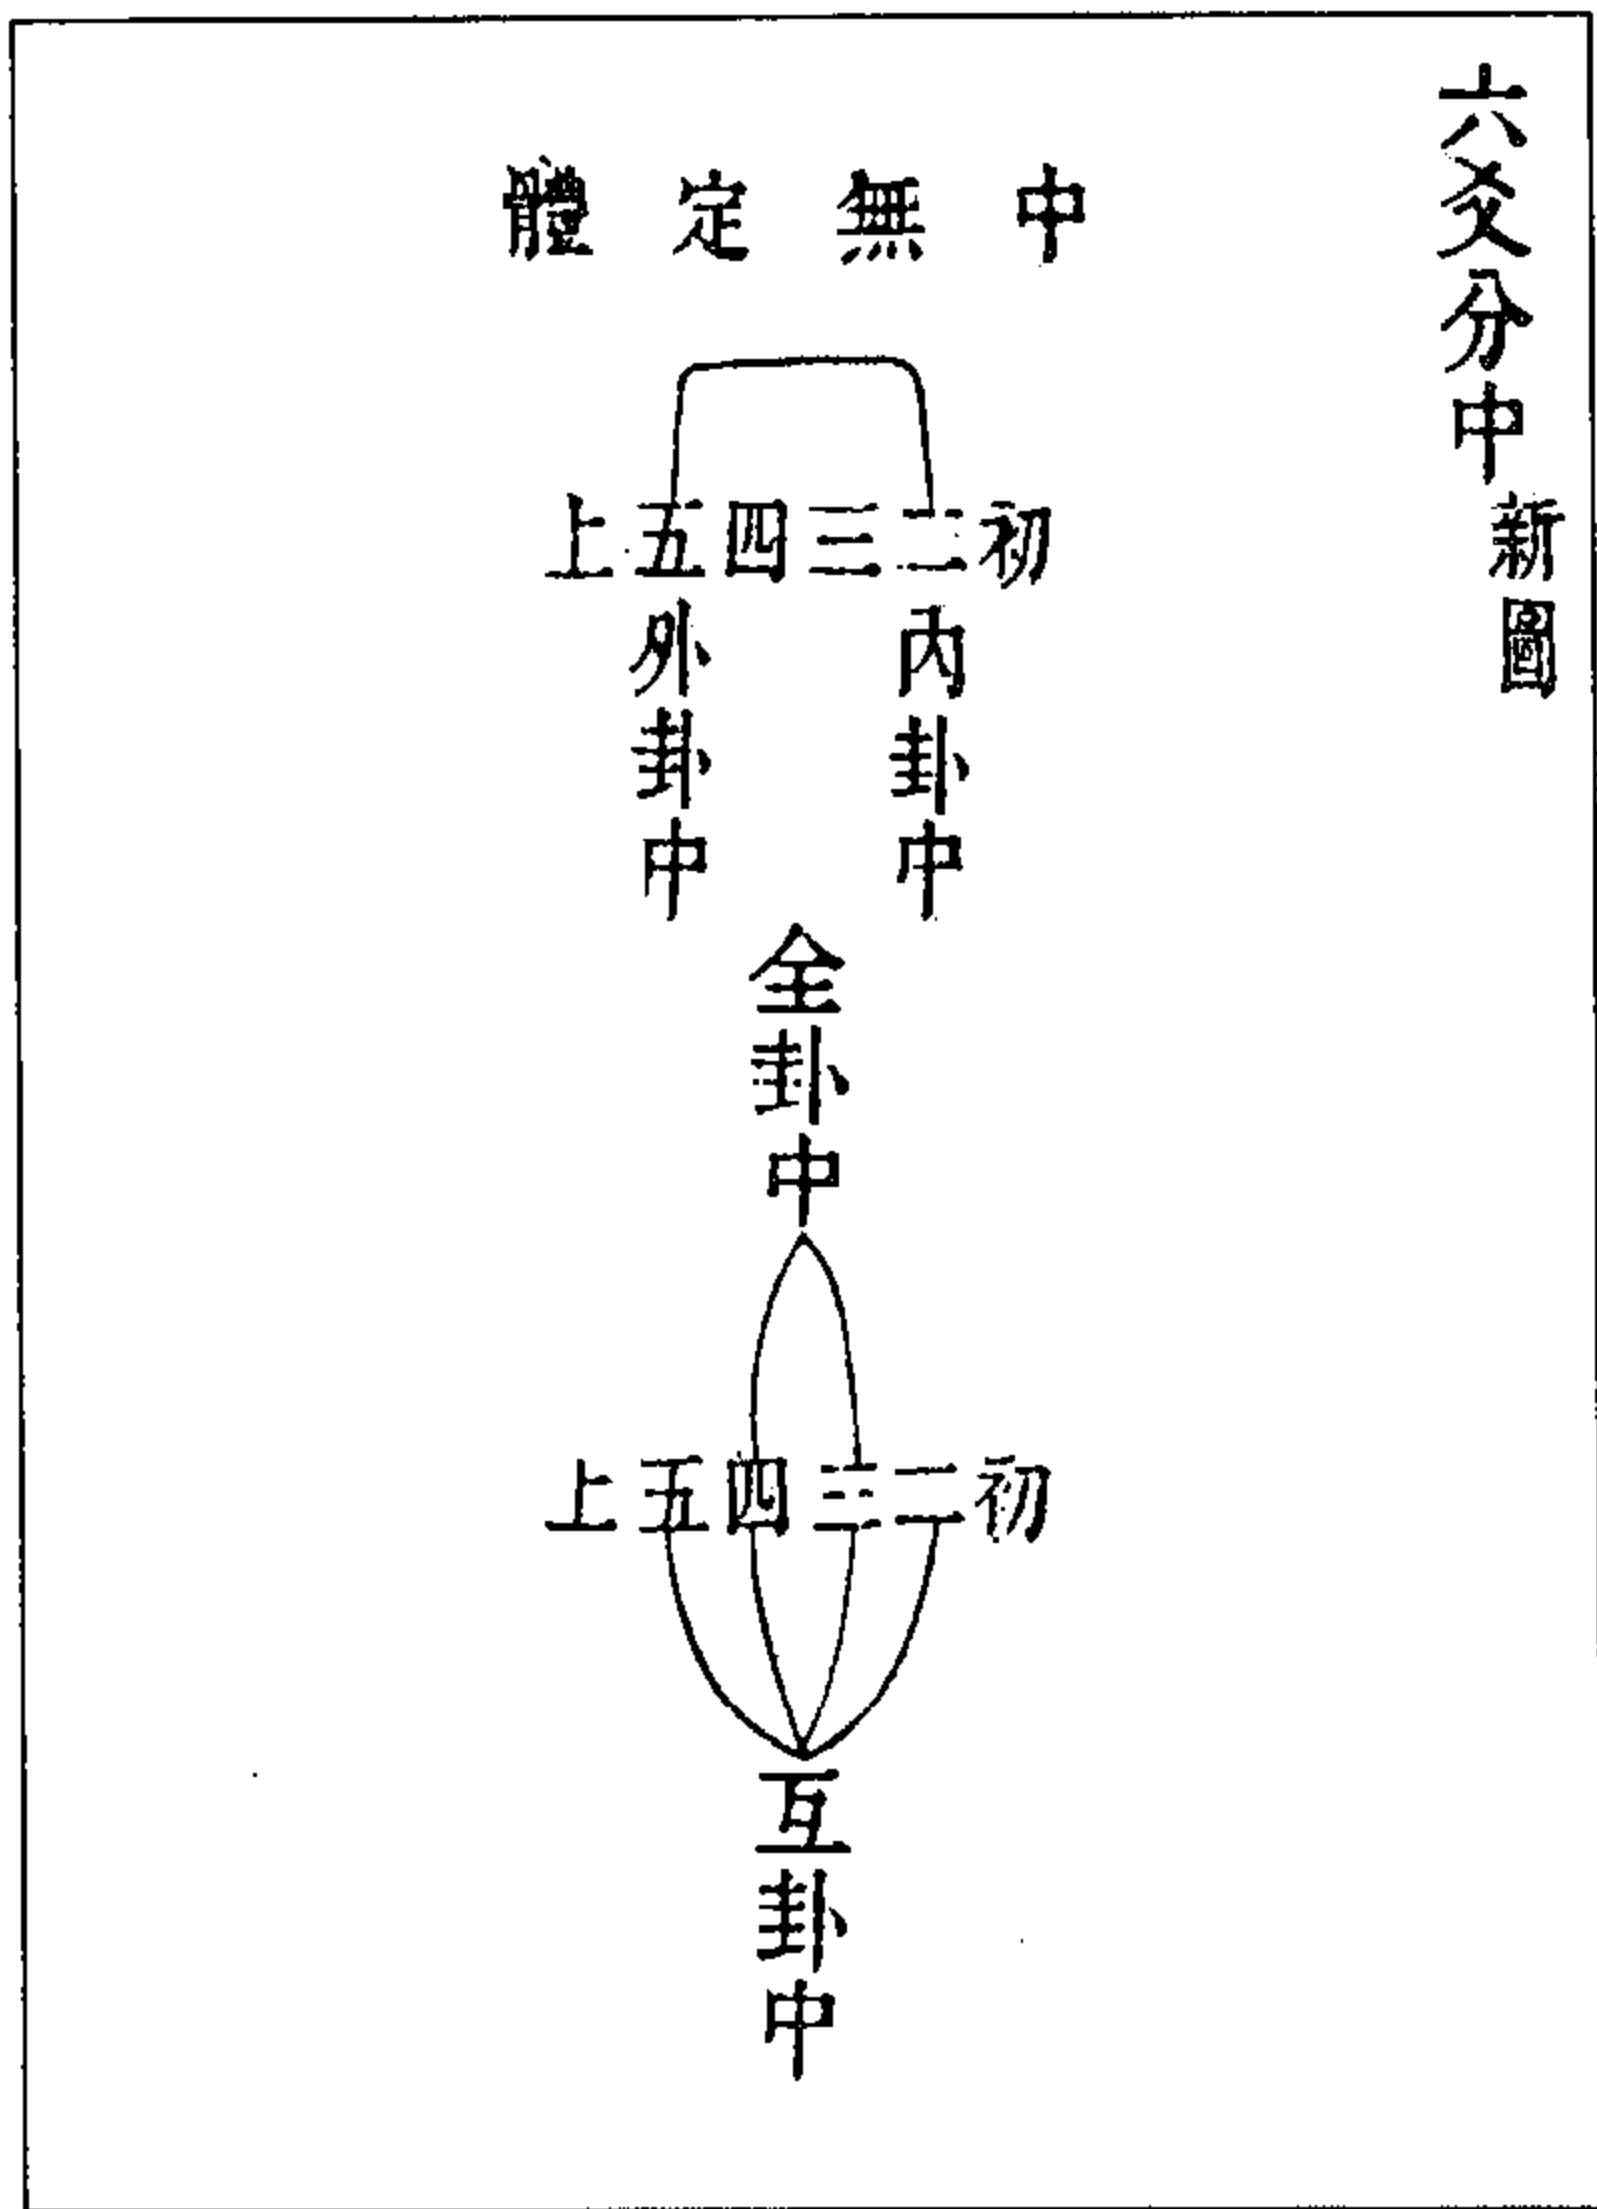 六爻分中新圖
中無定體
初二三四五上
內卦中
外卦中
全卦中
初二三四五上
互卦中